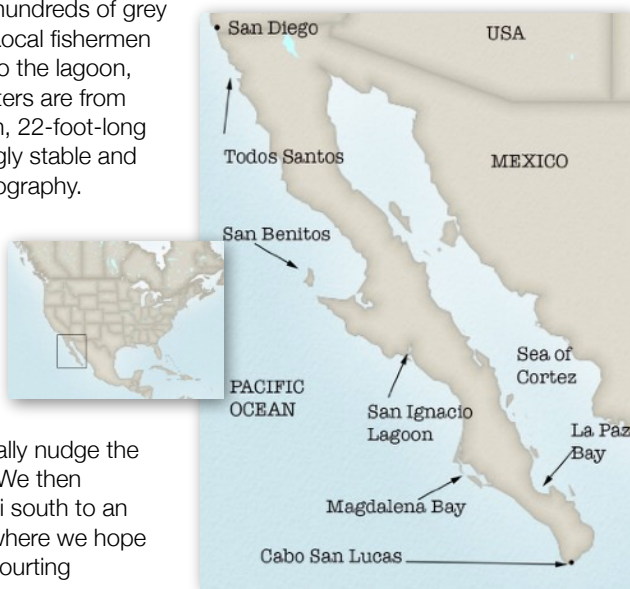 hundreds of grey
Local fishermen
o the lagoon,
ters are from
n, 22-foot-long
gly stable and
ography.
ally nudge the
We then
i south to an
where we hope
ourting
San Diego
USA
Todos Santos
MEXICO
San Benitos
Sea of
Cortez
PACIFIC
OCEAN
San Ignacio
Lagoon
La Paz
Bay
Magdalena Bay
Cabo San Lucas